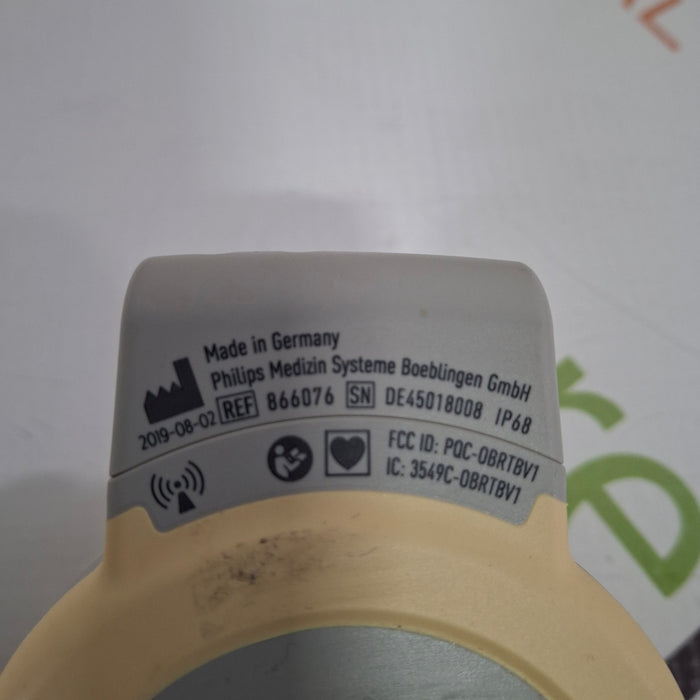 AL
Made in Germany
Philips Medizin Systeme Boeblingen GmbH
2019-08-02 REF 866076 SN DE45018008 IP68
FCC ID: PQC-OBRTBV1
IC: 3549C-OBRTBV1